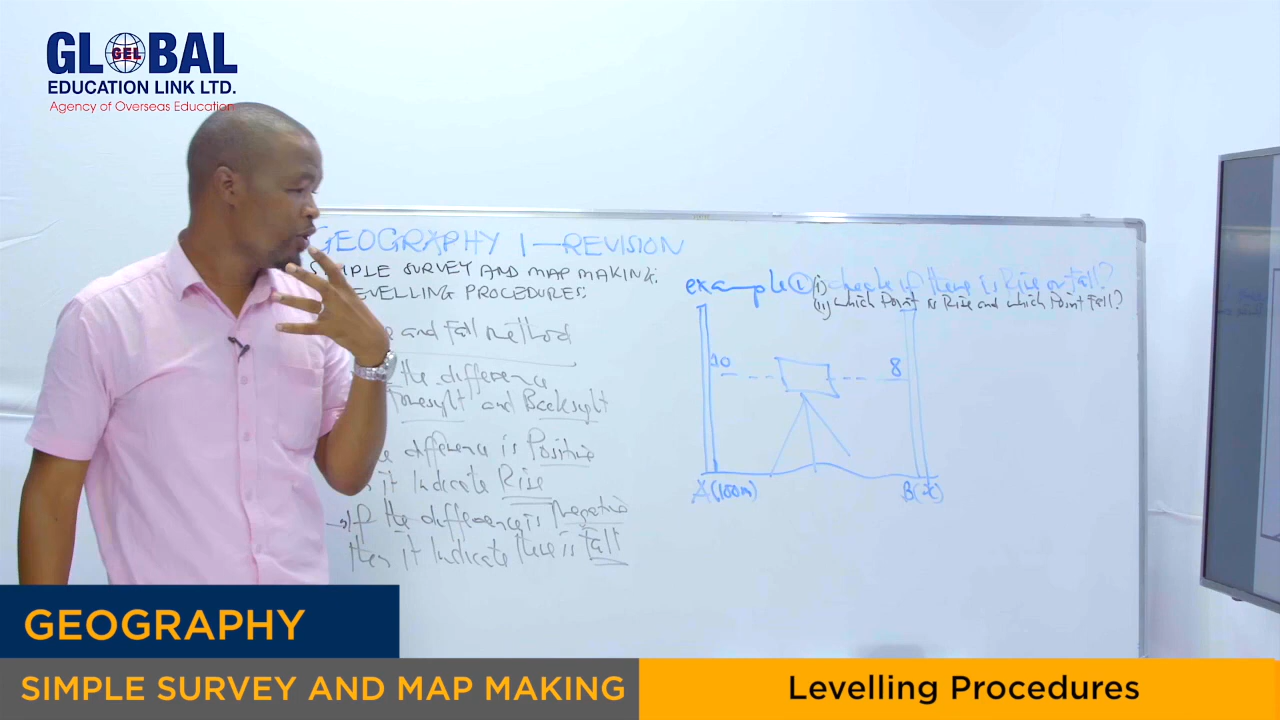 GLOBAL
GEL
EDUCATION LINK LTD.
Agency of Overseas Education
GEOGRAPHY 1 — REVISION
SIMPLE SURVEY AND MAP MAKING.
LEVELLING PROCEDURES
and Fall method
the difference
Foresight and Backsight
difference is Positive
it Indicate Rise
If the difference is Negative
then it Indicate there is Fall
example ① (i) check if there is Rise or Fall?
(ii) which Point is Rise and which Point Fall?
10
8
A (100m)
B (x)
GEOGRAPHY
SIMPLE SURVEY AND MAP MAKING
Levelling Procedures